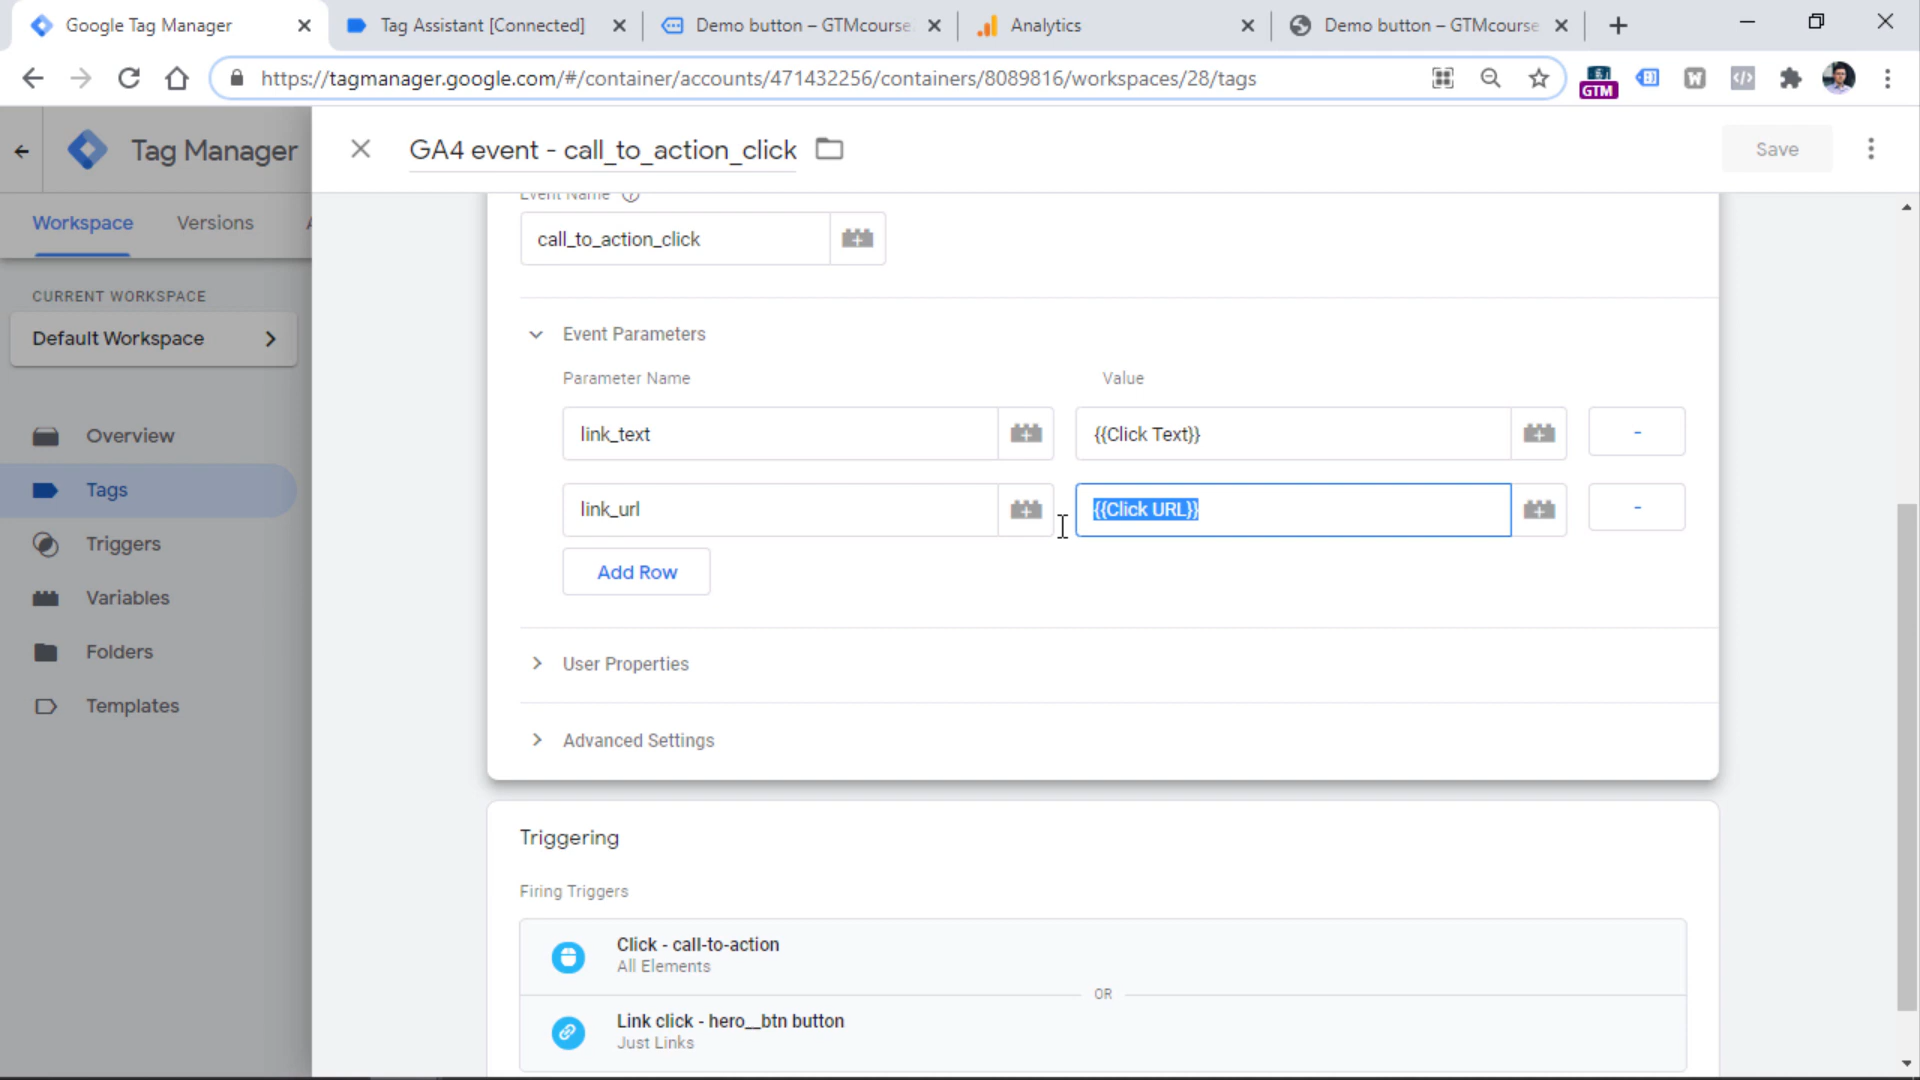 Google Tag Manager
Tag Assistant [Connected]
Demo button – GTMcourse
Analytics
Demo button – GTMcourse
https://tagmanager.google.com/#/container/accounts/471432256/containers/8089816/workspaces/28/tags
W
GTM
Tag Manager
GA4 event - call_to_action_click
Save
Workspace
Versions
Event Name
call_to_action_click
CURRENT WORKSPACE
Default Workspace
Event Parameters
Parameter Name
Value
link_text
{{Click Text}}
-
link_url
{{Click URL}}
-
Add Row
Overview
Tags
Triggers
Variables
Folders
Templates
User Properties
Advanced Settings
Triggering
Firing Triggers
Click - call-to-action
All Elements
OR
Link click - hero__btn button
Just Links